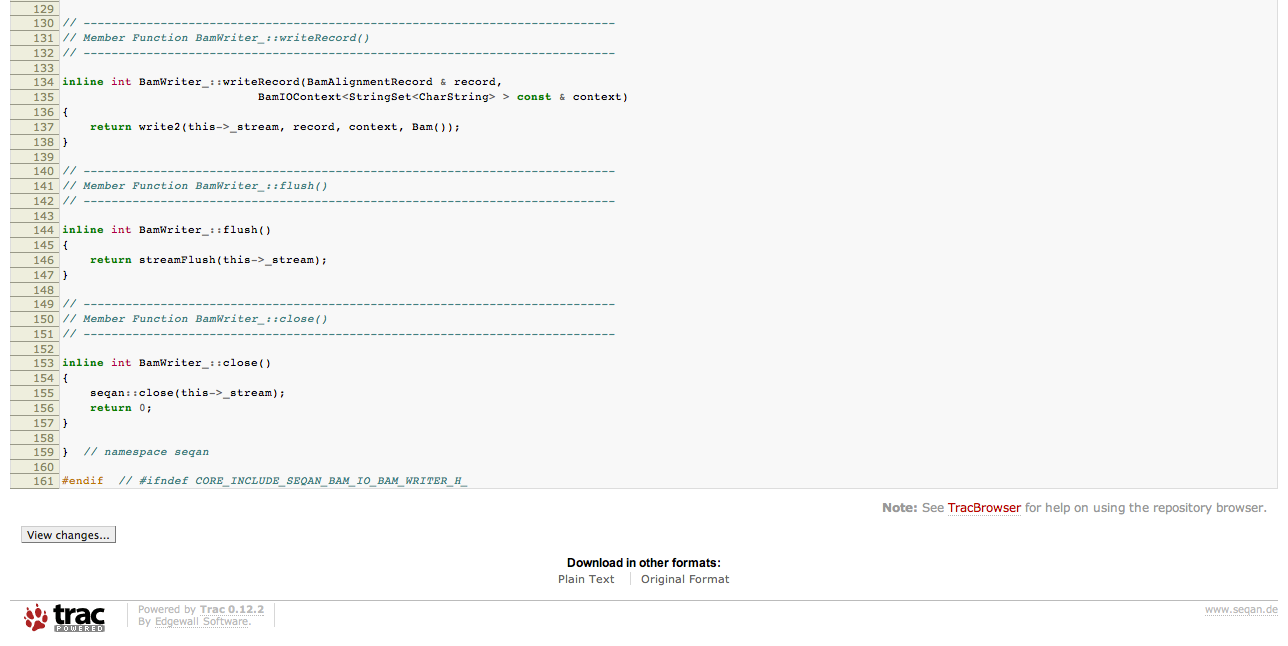 129
130 // ----------------------------------------------------------------------------
131 // Member Function BamWriter_::writeRecord()
132 // ----------------------------------------------------------------------------
133
134 inline int BamWriter_::writeRecord(BamAlignmentRecord & record,
135                             BamIOContext<StringSet<CharString> > const & context)
136 {
137     return write2(this->_stream, record, context, Bam());
138 }
139
140 // ----------------------------------------------------------------------------
141 // Member Function BamWriter_::flush()
142 // ----------------------------------------------------------------------------
143
144 inline int BamWriter_::flush()
145 {
146     return streamFlush(this->_stream);
147 }
148
149 // ----------------------------------------------------------------------------
150 // Member Function BamWriter_::close()
151 // ----------------------------------------------------------------------------
152
153 inline int BamWriter_::close()
154 {
155     seqan::close(this->_stream);
156     return 0;
157 }
158
159 }  // namespace seqan
160
161 #endif  // #ifndef CORE_INCLUDE_SEQAN_BAM_IO_BAM_WRITER_H_
Note: See TracBrowser for help on using the repository browser.
View changes...
Download in other formats:
Plain Text
Original Format
trac
POWERED
Powered by Trac 0.12.2
By Edgewall Software.
www.seqan.de